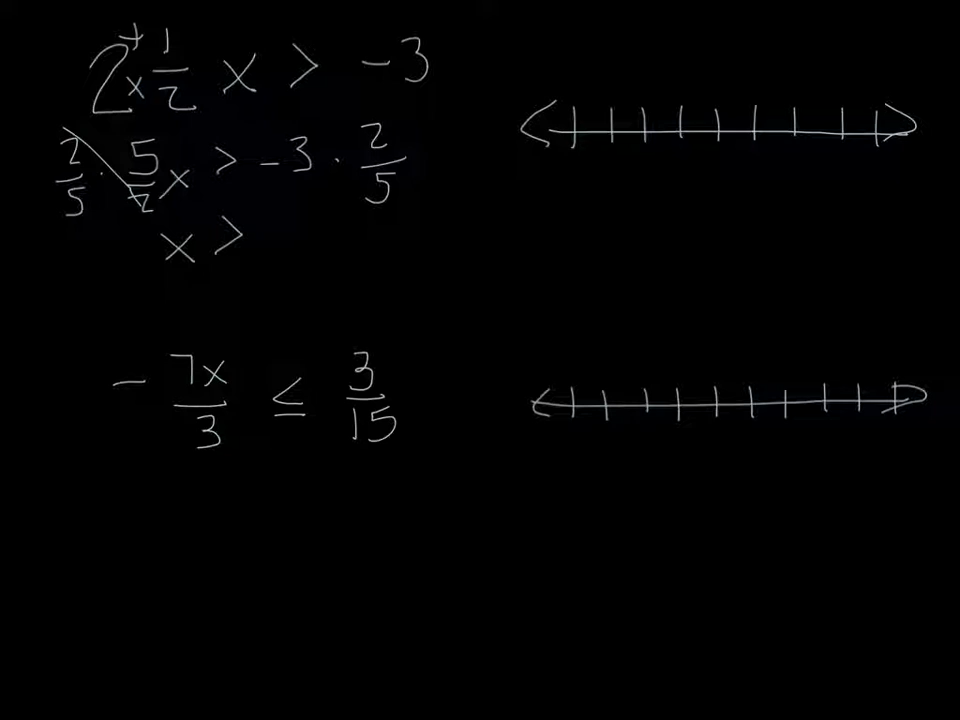 2 + × 1/2 x > -3
2/5 · 5/2 x > -3 · 2/5
x >
- 7x/3 ≤ 3/15